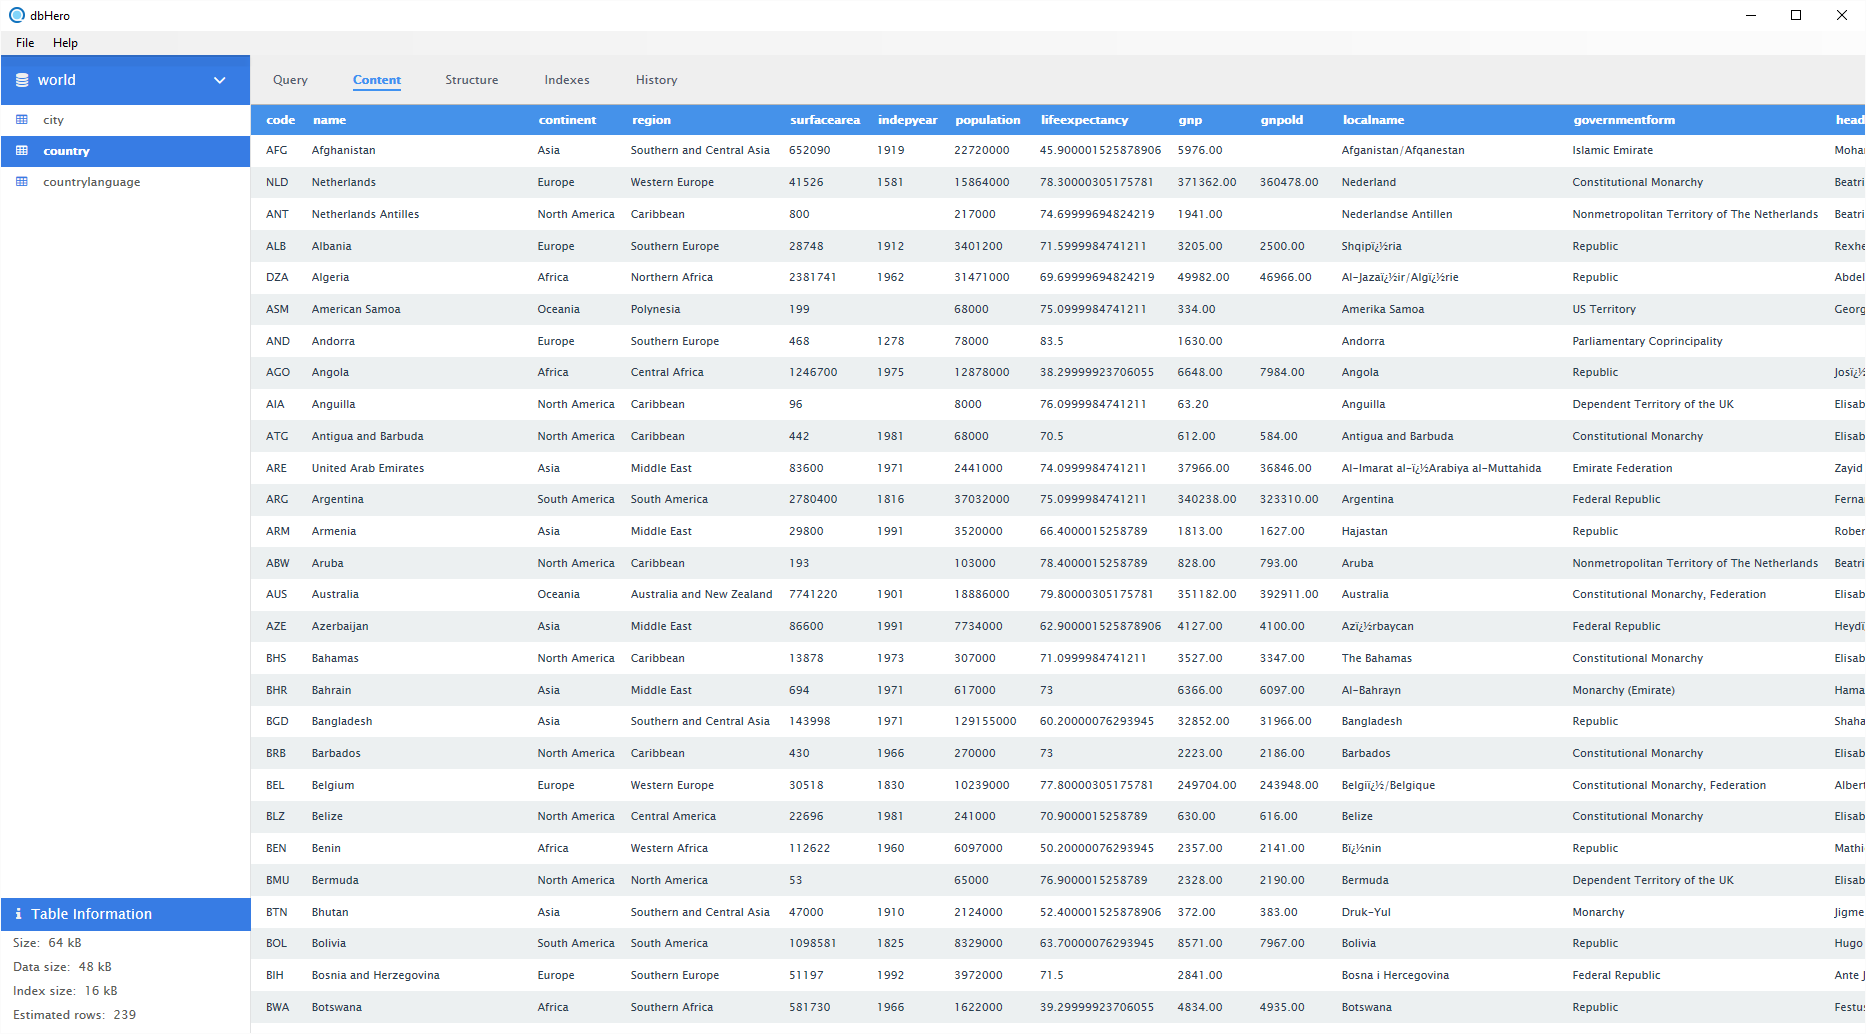 dbHero
File Help
world
Query Content Structure Indexes History
city
country
countrylanguage
code name continent region surfacearea indepyear population lifeexpectancy gnp gnpold localname governmentform head
AFG Afghanistan Asia Southern and Central Asia 652090 1919 22720000 45.900001525878906 5976.00 Afganistan/Afqanestan Islamic Emirate Moha
NLD Netherlands Europe Western Europe 41526 1581 15864000 78.30000305175781 371362.00 360478.00 Nederland Constitutional Monarchy Beatri
ANT Netherlands Antilles North America Caribbean 800 217000 74.69999694824219 1941.00 Nederlandse Antillen Nonmetropolitan Territory of The Netherlands Beatri
ALB Albania Europe Southern Europe 28748 1912 3401200 71.5999984741211 3205.00 2500.00 Shqipï¿½ria Republic Rexhe
DZA Algeria Africa Northern Africa 2381741 1962 31471000 69.69999694824219 49982.00 46966.00 Al-Jazaï¿½ir/Algï¿½rie Republic Abdel
ASM American Samoa Oceania Polynesia 199 68000 75.0999984741211 334.00 Amerika Samoa US Territory Georg
AND Andorra Europe Southern Europe 468 1278 78000 83.5 1630.00 Andorra Parliamentary Coprincipality
AGO Angola Africa Central Africa 1246700 1975 12878000 38.29999923706055 6648.00 7984.00 Angola Republic Josï¿½
AIA Anguilla North America Caribbean 96 8000 76.0999984741211 63.20 Anguilla Dependent Territory of the UK Elisab
ATG Antigua and Barbuda North America Caribbean 442 1981 68000 70.5 612.00 584.00 Antigua and Barbuda Constitutional Monarchy Elisab
ARE United Arab Emirates Asia Middle East 83600 1971 2441000 74.0999984741211 37966.00 36846.00 Al-Imarat al-ï¿½Arabiya al-Muttahida Emirate Federation Zayid
ARG Argentina South America South America 2780400 1816 37032000 75.0999984741211 340238.00 323310.00 Argentina Federal Republic Ferna
ARM Armenia Asia Middle East 29800 1991 3520000 66.4000015258789 1813.00 1627.00 Hajastan Republic Rober
ABW Aruba North America Caribbean 193 103000 78.4000015258789 828.00 793.00 Aruba Nonmetropolitan Territory of The Netherlands Beatri
AUS Australia Oceania Australia and New Zealand 7741220 1901 18886000 79.80000305175781 351182.00 392911.00 Australia Constitutional Monarchy, Federation Elisab
AZE Azerbaijan Asia Middle East 86600 1991 7734000 62.900001525878906 4127.00 4100.00 Azï¿½rbaycan Federal Republic Heydï
BHS Bahamas North America Caribbean 13878 1973 307000 71.0999984741211 3527.00 3347.00 The Bahamas Constitutional Monarchy Elisab
BHR Bahrain Asia Middle East 694 1971 617000 73 6366.00 6097.00 Al-Bahrayn Monarchy (Emirate) Hama
BGD Bangladesh Asia Southern and Central Asia 143998 1971 129155000 60.20000076293945 32852.00 31966.00 Bangladesh Republic Shaha
BRB Barbados North America Caribbean 430 1966 270000 73 2223.00 2186.00 Barbados Constitutional Monarchy Elisab
BEL Belgium Europe Western Europe 30518 1830 10239000 77.80000305175781 249704.00 243948.00 Belgiï¿½/Belgique Constitutional Monarchy, Federation Albert
BLZ Belize North America Central America 22696 1981 241000 70.9000015258789 630.00 616.00 Belize Constitutional Monarchy Elisab
BEN Benin Africa Western Africa 112622 1960 6097000 50.20000076293945 2357.00 2141.00 Bï¿½nin Republic Mathi
BMU Bermuda North America North America 53 65000 76.9000015258789 2328.00 2190.00 Bermuda Dependent Territory of the UK Elisab
BTN Bhutan Asia Southern and Central Asia 47000 1910 2124000 52.400001525878906 372.00 383.00 Druk-Yul Monarchy Jigme
BOL Bolivia South America South America 1098581 1825 8329000 63.70000076293945 8571.00 7967.00 Bolivia Republic Hugo
BIH Bosnia and Herzegovina Europe Southern Europe 51197 1992 3972000 71.5 2841.00 Bosna i Hercegovina Federal Republic Ante J
BWA Botswana Africa Southern Africa 581730 1966 1622000 39.29999923706055 4834.00 4935.00 Botswana Republic Festu
Table Information
Size: 64 kB
Data size: 48 kB
Index size: 16 kB
Estimated rows: 239